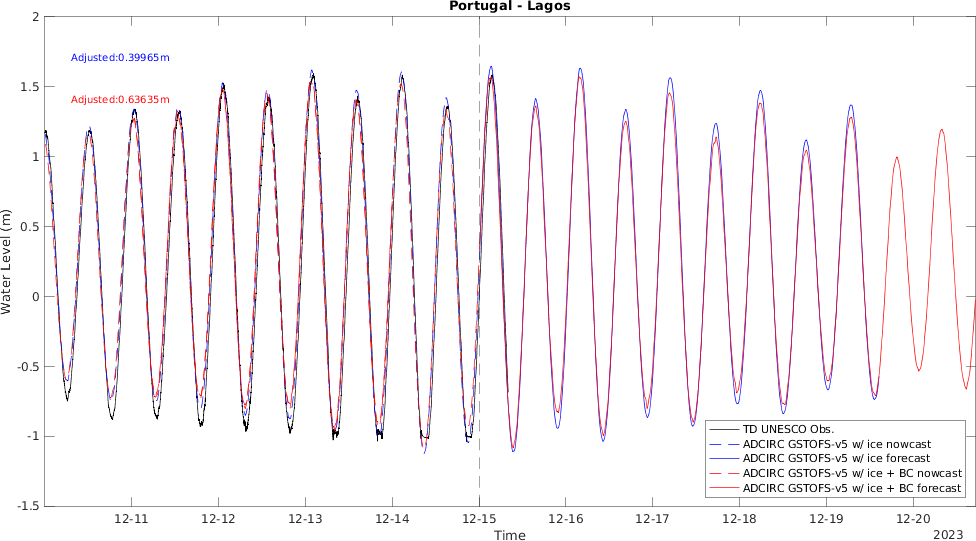 Portugal - Lagos
2
1.5
1
0.5
0
-0.5
-1
-1.5
Water Level (m)
Adjusted:0.39965m
Adjusted:0.63635m
TD UNESCO Obs.
ADCIRC GSTOFS-v5 w/ ice nowcast
ADCIRC GSTOFS-v5 w/ ice forecast
ADCIRC GSTOFS-v5 w/ ice + BC nowcast
ADCIRC GSTOFS-v5 w/ ice + BC forecast
12-11 12-12 12-13 12-14 12-15 12-16 12-17 12-18 12-19 12-20
Time
2023